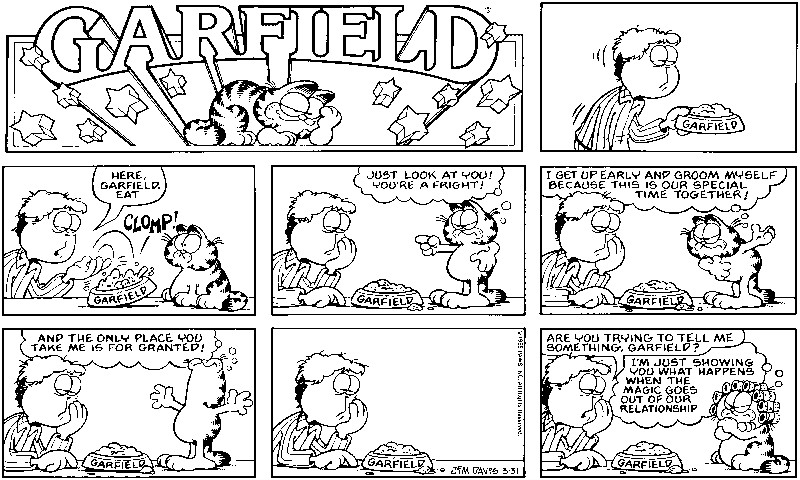 GARFIELD
GARFIELD
HERE,
GARFIELD.
EAT
CLOMP!
GARFIELD
JUST LOOK AT YOU!
YOU'RE A FRIGHT!
GARFIELD
I GET UP EARLY AND GROOM MYSELF
BECAUSE THIS IS OUR SPECIAL
TIME TOGETHER!
GARFIELD
AND THE ONLY PLACE YOU
TAKE ME IS FOR GRANTED!
GARFIELD
GARFIELD
JIM DAVIS 3-31
ARE YOU TRYING TO TELL ME
SOMETHING, GARFIELD?
I'M JUST SHOWING
YOU WHAT HAPPENS
WHEN THE
MAGIC GOES
OUT OF OUR
RELATIONSHIP
GARFIELD